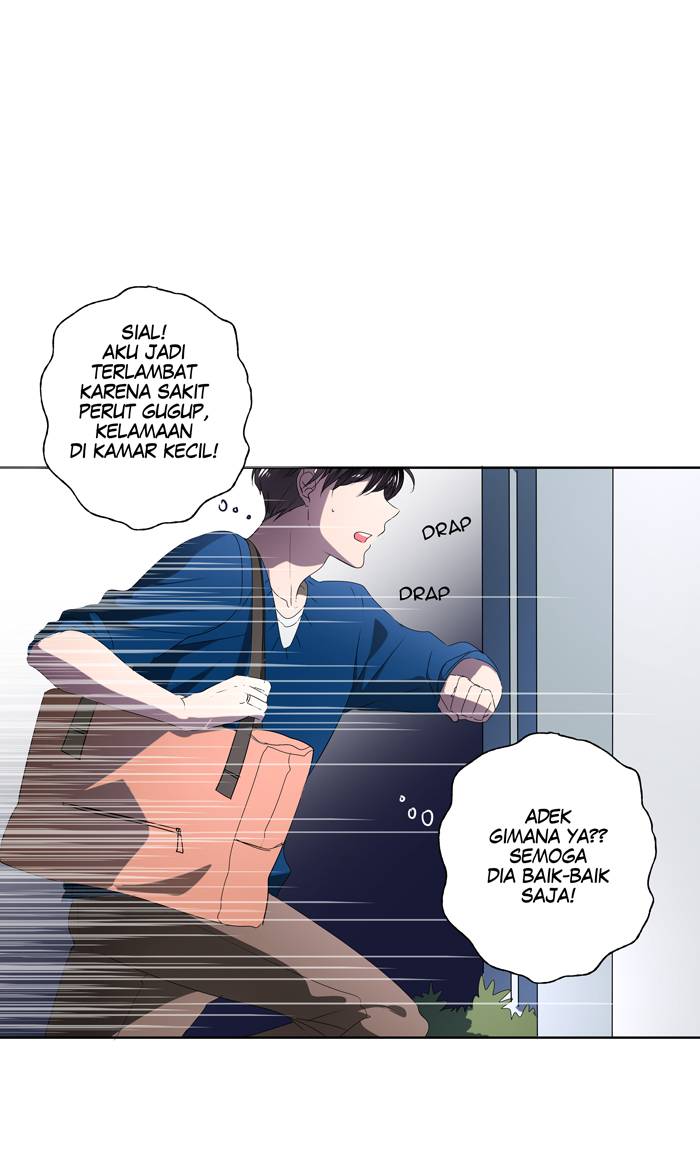 SIAL!
AKU JADI
TERLAMBAT
KARENA SAKIT
PERUT GUGUP,
KELAMAAN
DI KAMAR KECIL!
DRAP
DRAP
ADEK
GIMANA YA??
SEMOGA
DIA BAIK-BAIK
SAJA!